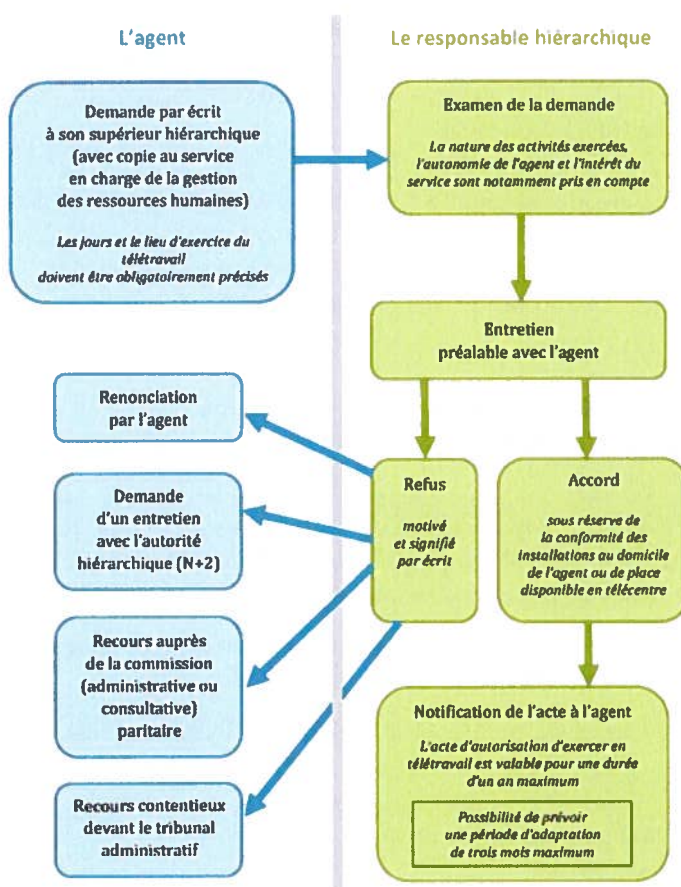 L'agent
Le responsable hiérarchique
Demande par écrit
à son supérieur hiérarchique
(avec copie au service
en charge de la gestion
des ressources humaines)
Les jours et le lieu d'exercice du
télétravail
doivent être obligatoirement précisés
Examen de la demande
La nature des activités exercées,
l'autonomie de l'agent et l'intérêt du
service sont notamment pris en compte
Entretien
préalable avec l'agent
Renonciation
par l'agent
Demande
d'un entretien
avec l'autorité
hiérarchique (N+2)
Recours auprès
de la commission
(administrative ou
consultative)
paritaire
Recours contentieux
devant le tribunal
administratif
Refus
motivé
et signifié
par écrit
Accord
sous réserve de
la conformité des
installations au domicile
de l'agent ou de place
disponible en télécentre
Notification de l'acte à l'agent
L'acte d'autorisation d'exercer en
télétravail est valable pour une durée
d'un an maximum
Possibilité de prévoir
une période d'adaptation
de trois mois maximum